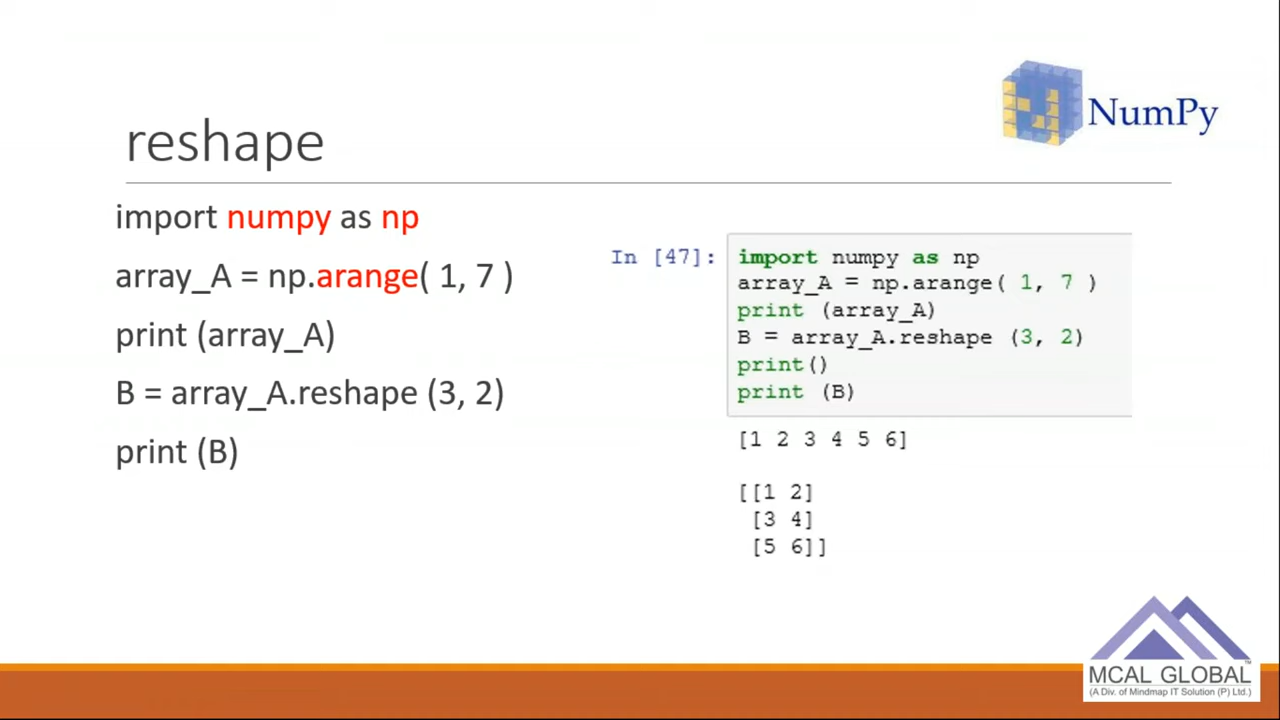 NumPy
reshape
import numpy as np
array_A = np.arange( 1, 7 )
print (array_A)
B = array_A.reshape (3, 2)
print (B)
In [47]:
import numpy as np
array_A = np.arange( 1, 7 )
print (array_A)
B = array_A.reshape (3, 2)
print()
print (B)
[1 2 3 4 5 6]
[[1 2]
[3 4]
[5 6]]
MCAL GLOBAL™
(A Div. of Mindmap IT Solution (P) Ltd.)